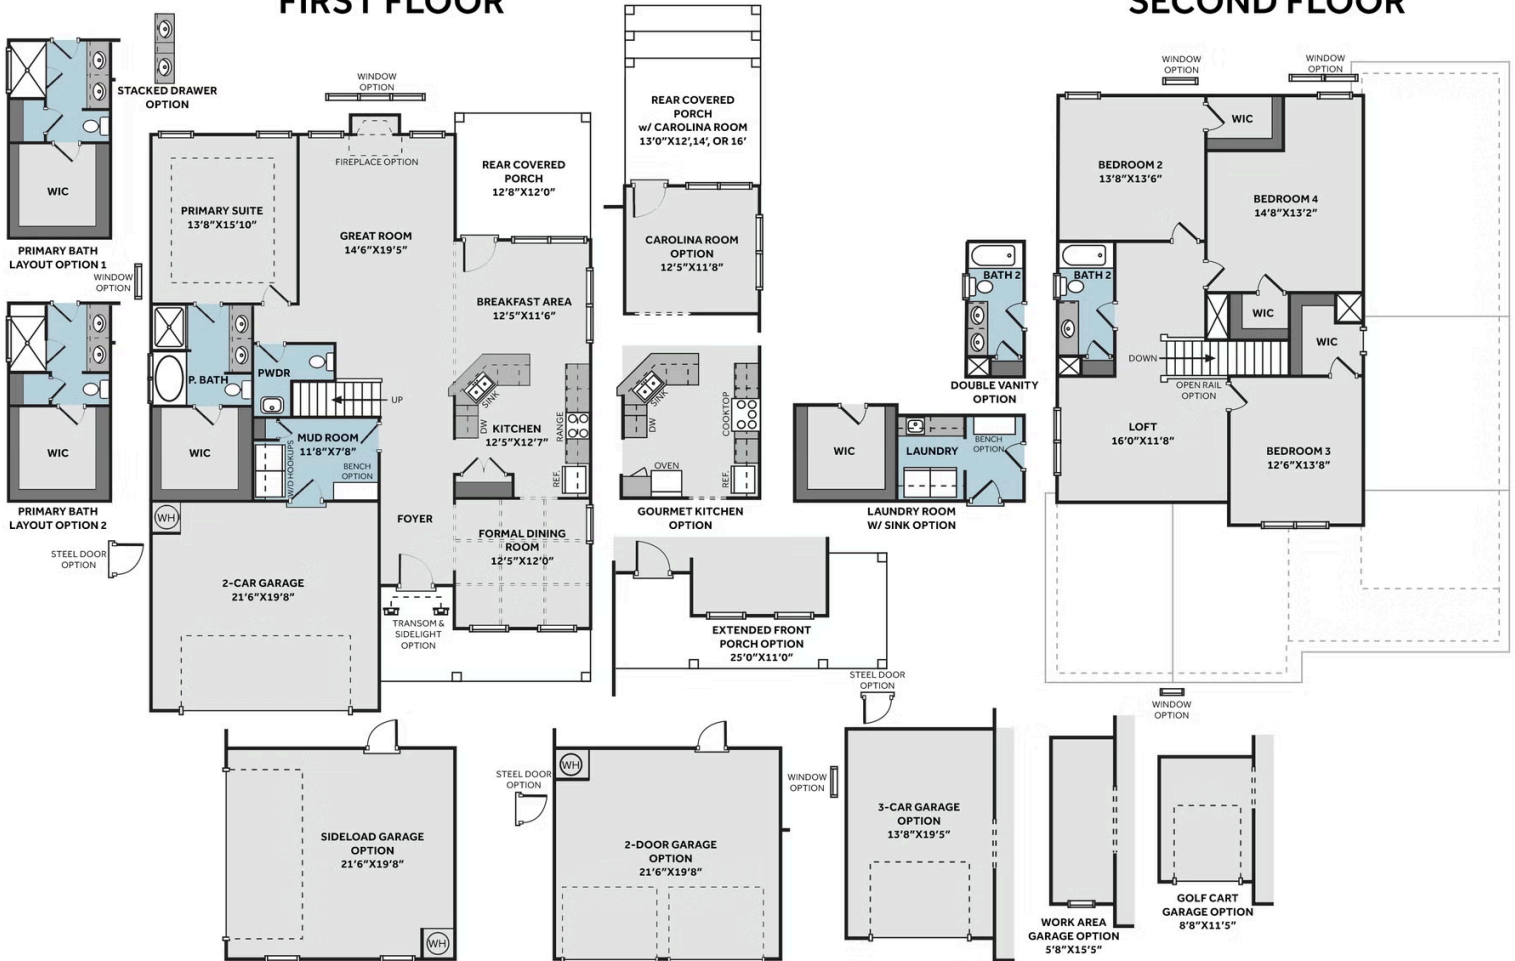 FIRST FLOOR
SECOND FLOOR
STACKED DRAWER
OPTION
WIC
PRIMARY BATH
LAYOUT OPTION 1
WINDOW
OPTION
WIC
PRIMARY BATH
LAYOUT OPTION 2
STEEL DOOR
OPTION
WINDOW
OPTION
FIREPLACE OPTION
PRIMARY SUITE
13'8"X15'10"
GREAT ROOM
14'6"X19'5"
REAR COVERED
PORCH
12'8"X12'0"
BREAKFAST AREA
12'5"X11'6"
P. BATH
PWDR
UP
WIC
MUD ROOM
11'8"X7'8"
W/D HOOKUPS
BENCH
OPTION
SINK
DW
KITCHEN
12'5"X12'7"
RANGE
REF.
FOYER
FORMAL DINING
ROOM
12'5"X12'0"
WH
2-CAR GARAGE
21'6"X19'8"
TRANSOM &
SIDELIGHT
OPTION
REAR COVERED
PORCH
w/ CAROLINA ROOM
13'0"X12',14', OR 16'
CAROLINA ROOM
OPTION
12'5"X11'8"
SINK
DW
COOKTOP
OVEN
REF.
GOURMET KITCHEN
OPTION
EXTENDED FRONT
PORCH OPTION
25'0"X11'0"
WIC
LAUNDRY
BENCH
OPTION
LAUNDRY ROOM
W/ SINK OPTION
BATH 2
DOUBLE VANITY
OPTION
WINDOW
OPTION
WINDOW
OPTION
BEDROOM 2
13'8"X13'6"
WIC
BEDROOM 4
14'8"X13'2"
BATH 2
WIC
WIC
DOWN
OPEN RAIL
OPTION
LOFT
16'0"X11'8"
BEDROOM 3
12'6"X13'8"
WINDOW
OPTION
SIDELOAD GARAGE
OPTION
21'6"X19'8"
WH
STEEL DOOR
OPTION
WH
2-DOOR GARAGE
OPTION
21'6"X19'8"
STEEL DOOR
OPTION
WINDOW
OPTION
3-CAR GARAGE
OPTION
13'8"X19'5"
WORK AREA
GARAGE OPTION
5'8"X15'5"
GOLF CART
GARAGE OPTION
8'8"X11'5"